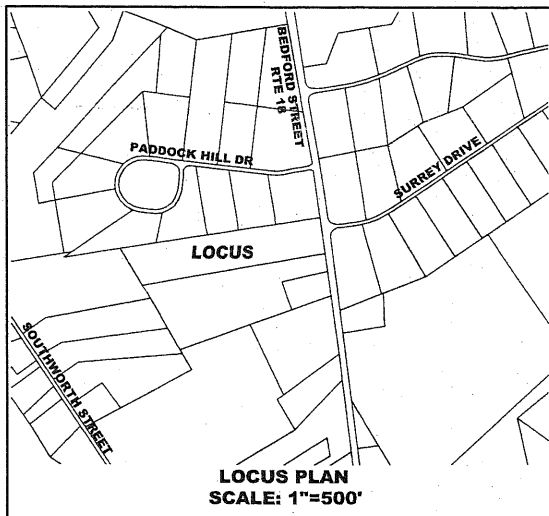 BEDFORD STREET
RTE 18
PADDOCK HILL DR
SURREY DRIVE
LOCUS
SOUTHWORTH STREET
LOCUS PLAN
SCALE: 1"=500'